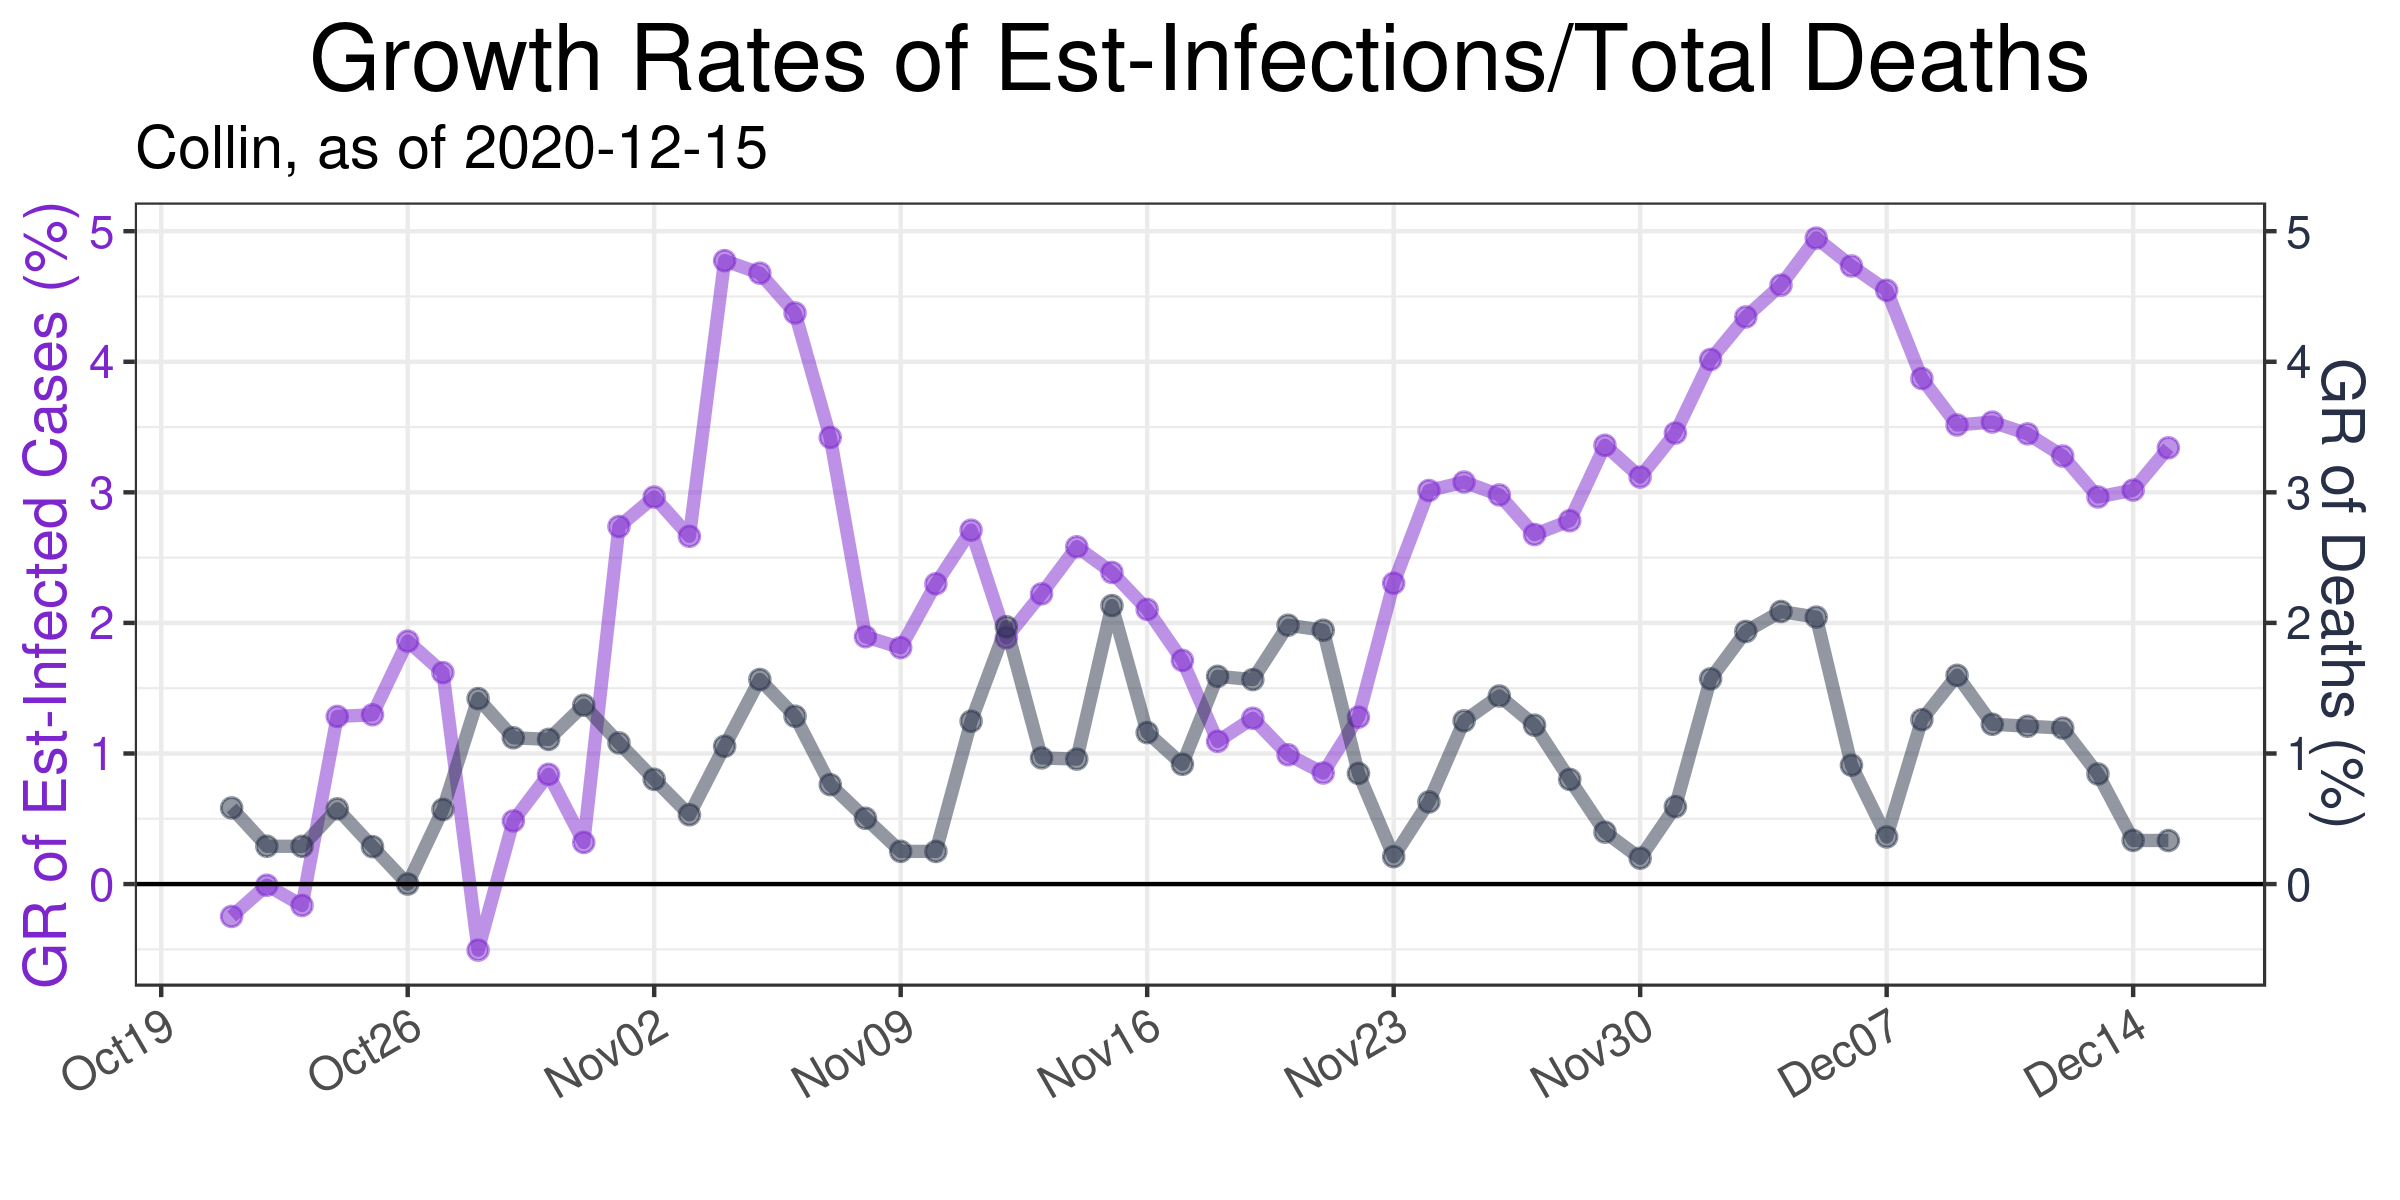 Growth Rates of Est-Infections/Total Deaths
Collin, as of 2020-12-15
GR of Est-Infected Cases (%)
5
4
3
2
1
0
5
4
3
2
1
0
GR of Deaths (%)
Oct19
Oct26
Nov02
Nov09
Nov16
Nov23
Nov30
Dec07
Dec14